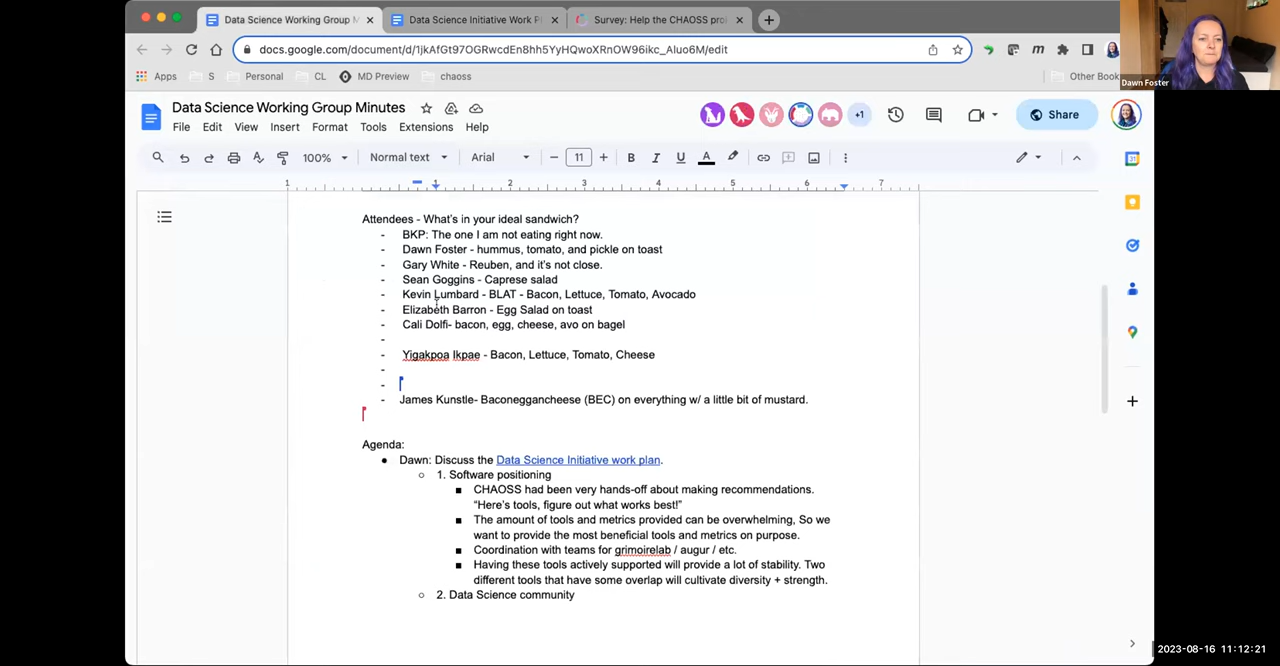 Data Science Working Group M
Data Science Initiative Work P
Survey: Help the CHAOSS pro
docs.google.com/document/d/1jkAfGt97OGRwcdEn8hh5YyHQwoXRnOW96ikc_Aluo6M/edit
Apps
S
Personal
CL
MD Preview
chaoss
Other Book
Dawn Foster
Data Science Working Group Minutes
+1
Share
File Edit View Insert Format Tools Extensions Help
100%
Normal text
Arial
11
B I U A
1 1 2 3 4 5 6 7
Attendees - What's in your ideal sandwich?
- BKP: The one I am not eating right now.
- Dawn Foster - hummus, tomato, and pickle on toast
- Gary White - Reuben, and it's not close.
- Sean Goggins - Caprese salad
- Kevin Lumbard - BLAT - Bacon, Lettuce, Tomato, Avocado
- Elizabeth Barron - Egg Salad on toast
- Cali Dolfi- bacon, egg, cheese, avo on bagel
-
- Yigakpoa Ikpae - Bacon, Lettuce, Tomato, Cheese
-
-
- James Kunstle- Baconeggancheese (BEC) on everything w/ a little bit of mustard.
Agenda:
● Dawn: Discuss the Data Science Initiative work plan.
○ 1. Software positioning
■ CHAOSS had been very hands-off about making recommendations.
"Here's tools, figure out what works best!"
■ The amount of tools and metrics provided can be overwhelming, So we
want to provide the most beneficial tools and metrics on purpose.
■ Coordination with teams for grimoirelab / augur / etc.
■ Having these tools actively supported will provide a lot of stability. Two
different tools that have some overlap will cultivate diversity + strength.
○ 2. Data Science community
2023-08-16 11:12:21